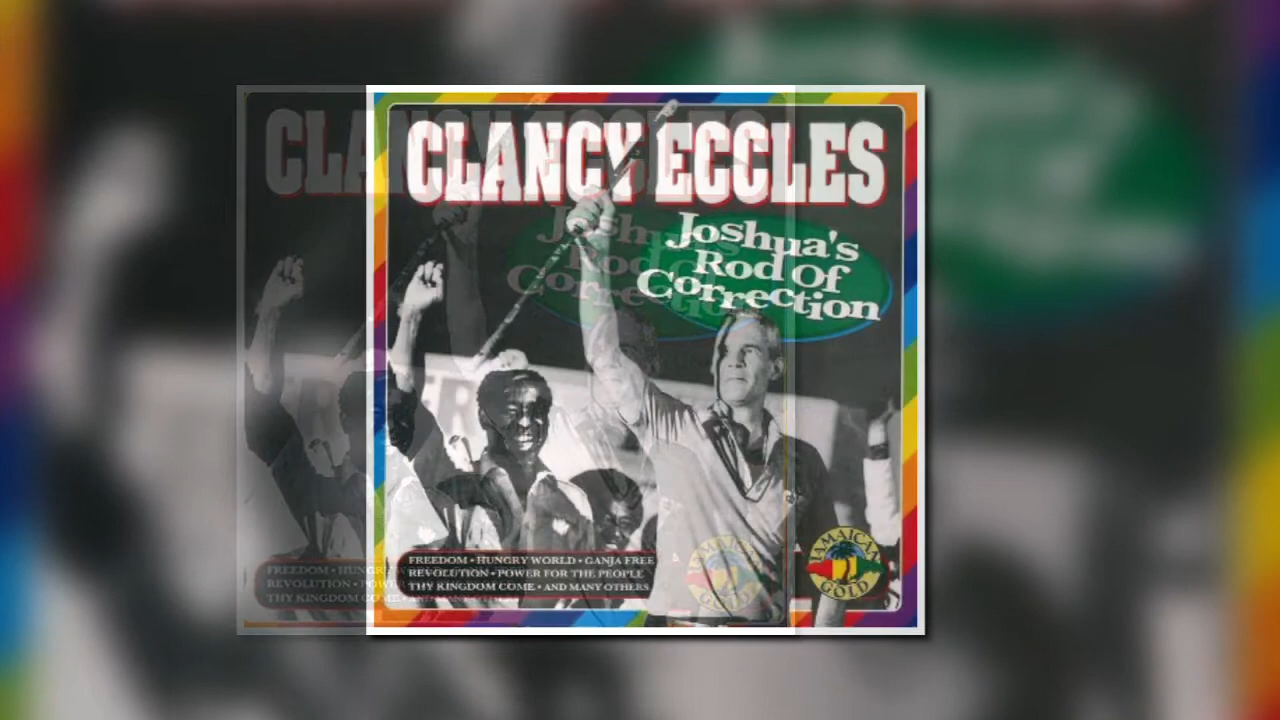 CLANCY ECCLES
Joshua's
Rod Of
Correction
FREEDOM • HUNGRY WORLD • GANJA FREE
REVOLUTION • POWER FOR THE PEOPLE
THY KINGDOM COME • AND MANY OTHERS
JAMAICAN
GOLD